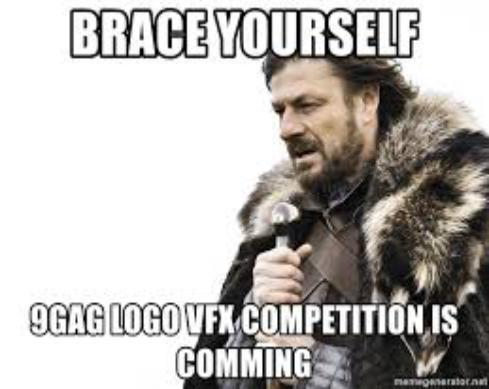 BRACE YOURSELF
9GAG LOGO VFX COMPETITION IS
COMMING
memegenerator.net